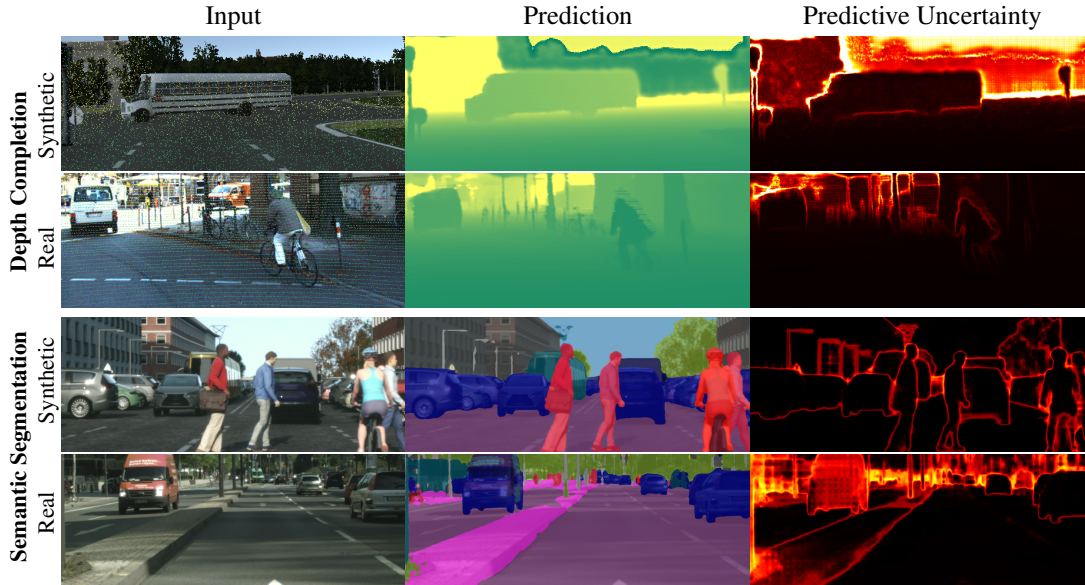 Input
Prediction
Predictive Uncertainty
Depth Completion
Synthetic
Real
Semantic Segmentation
Synthetic
Real